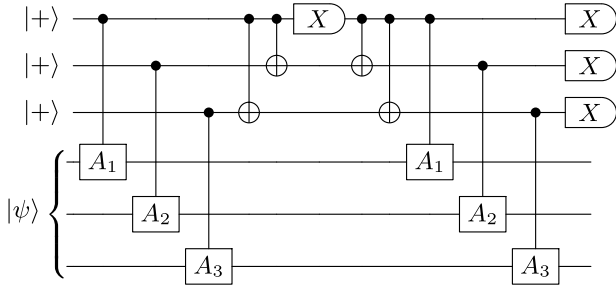 |+⟩ X X
|+⟩ X
|+⟩ X
A₁ A₁
|ψ⟩ A₂ A₂
A₃ A₃